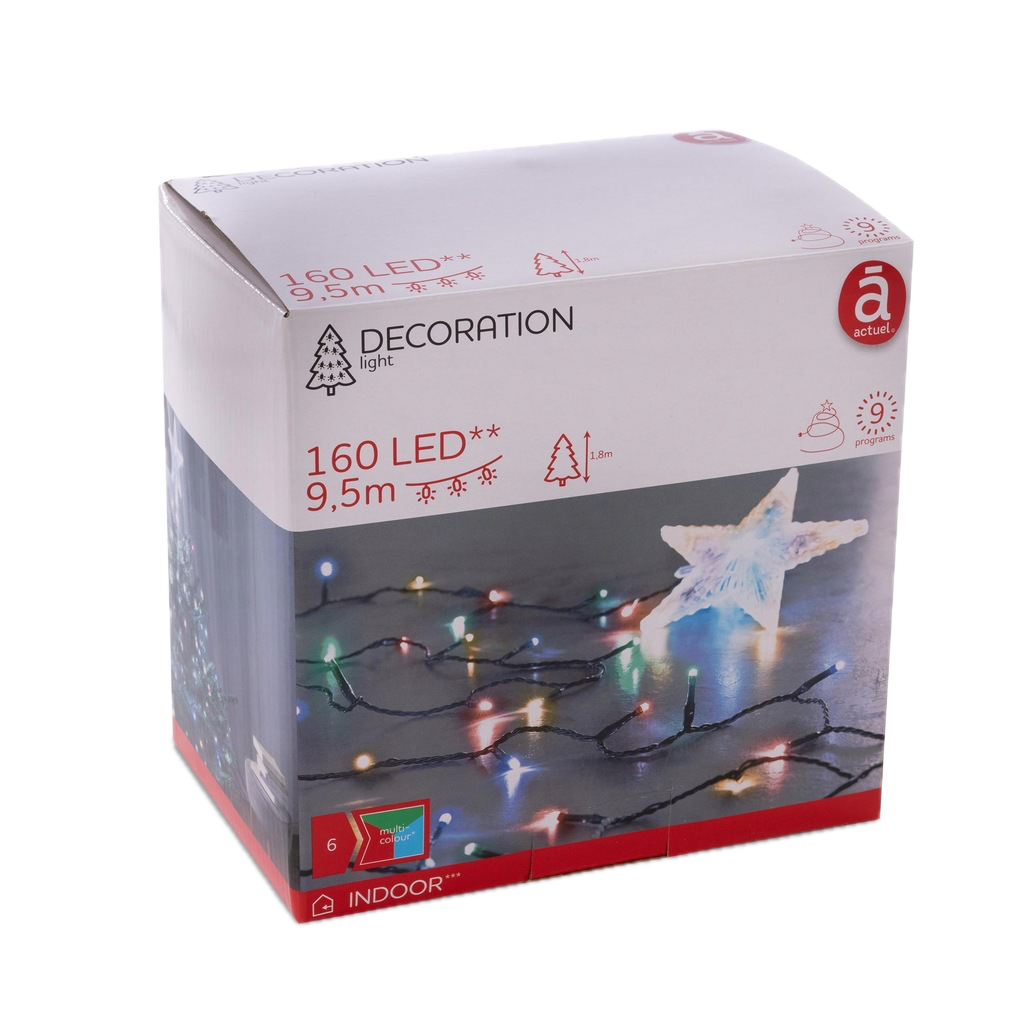 DECORATION
light
160 LED**
9,5m
1,8m
9
programs
DECORATION
light
ā
actuel
160 LED**
9,5m
1,8m
9
programs
6
multi-
colour*
INDOOR***